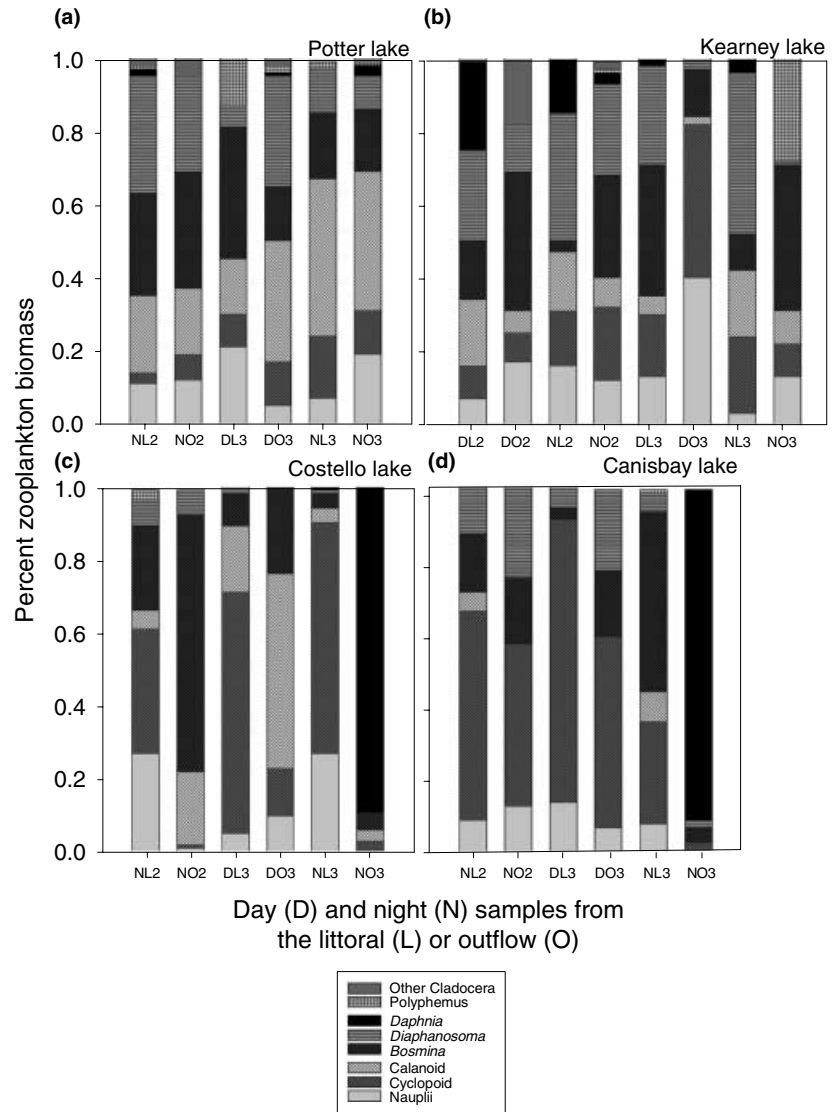 (a)
Potter lake
(b)
Kearney lake
1.0
0.8
0.6
0.4
0.2
0.0
NL2 NO2 DL3 DO3 NL3 NO3
DL2 DO2 NL2 NO2 DL3 DO3 NL3 NO3
(c)
Costello lake
(d)
Canisbay lake
1.0
0.8
0.6
0.4
0.2
0.0
NL2 NO2 DL3 DO3 NL3 NO3
NL2 NO2 DL3 DO3 NL3 NO3
Percent zooplankton biomass
Day (D) and night (N) samples from
the littoral (L) or outflow (O)
Other Cladocera
Polyphemus
Daphnia
Diaphanosoma
Bosmina
Calanoid
Cyclopoid
Nauplii